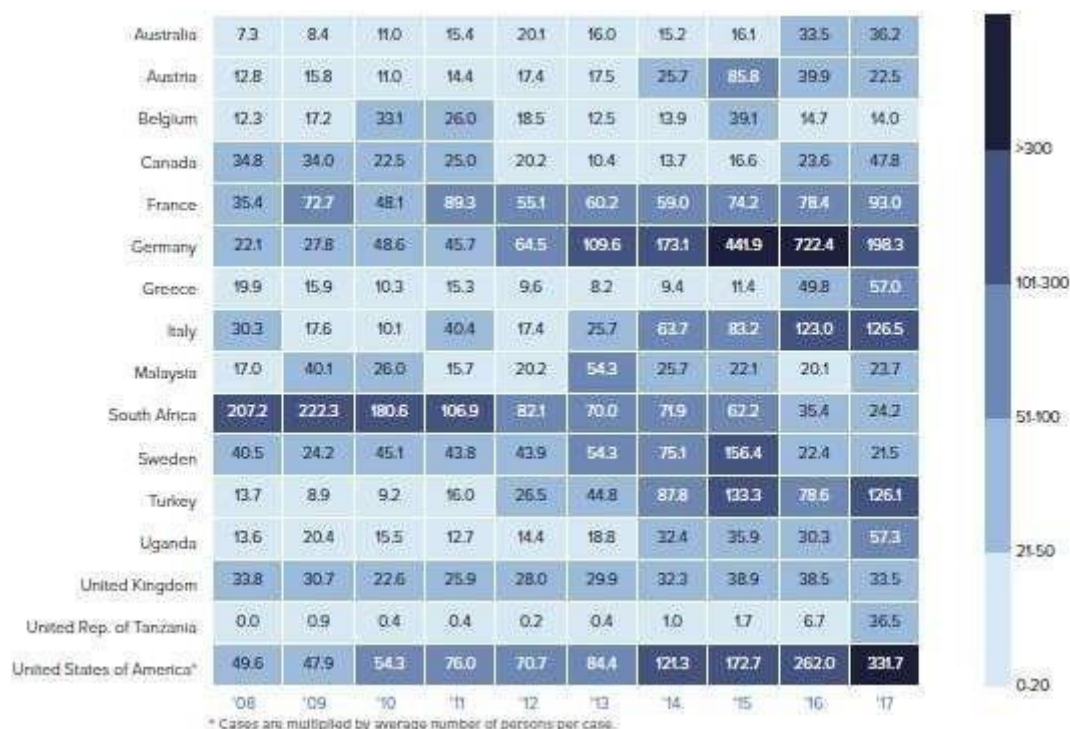 Australia 7.3 8.4 11.0 15.4 20.1 16.0 15.2 16.1 33.5 36.2
Austria 12.8 15.8 11.0 14.4 17.4 17.5 25.7 85.8 39.9 22.5
Belgium 12.3 17.2 33.1 26.0 18.5 12.5 13.9 39.1 14.7 14.0
Canada 34.8 34.0 22.5 25.0 20.2 10.4 13.7 16.6 23.6 47.8
>300
France 35.4 72.7 48.1 89.3 55.1 60.2 59.0 74.2 78.4 93.0
Germany 22.1 27.8 48.6 45.7 64.5 109.6 173.1 441.9 722.4 198.3
Greece 19.9 15.9 10.3 15.3 9.6 8.2 9.4 11.4 49.8 57.0
101-300
Italy 30.3 17.6 10.1 40.4 17.4 25.7 63.7 83.2 123.0 126.5
Malaysia 17.0 40.1 26.0 15.7 20.2 54.3 25.7 22.1 20.1 23.7
South Africa 207.2 222.3 180.6 106.9 82.1 70.0 71.9 62.2 35.4 24.2
51-100
Sweden 40.5 24.2 45.1 43.8 43.9 54.3 75.1 156.4 22.4 21.5
Turkey 13.7 8.9 9.2 16.0 26.5 44.8 87.8 133.3 78.6 126.1
Uganda 13.6 20.4 15.5 12.7 14.4 18.8 32.4 35.9 30.3 57.3
21-50
United Kingdom 33.8 30.7 22.6 25.9 28.0 29.9 32.3 38.9 38.5 33.5
United Rep. of Tanzania 0.0 0.9 0.4 0.4 0.2 0.4 1.0 1.7 6.7 36.5
United States of America* 49.6 47.9 54.3 76.0 70.7 84.4 121.3 172.7 262.0 331.7
0-20
'08 '09 '10 '11 '12 '13 '14 '15 '16 '17
* Cases are multiplied by average number of persons per case.